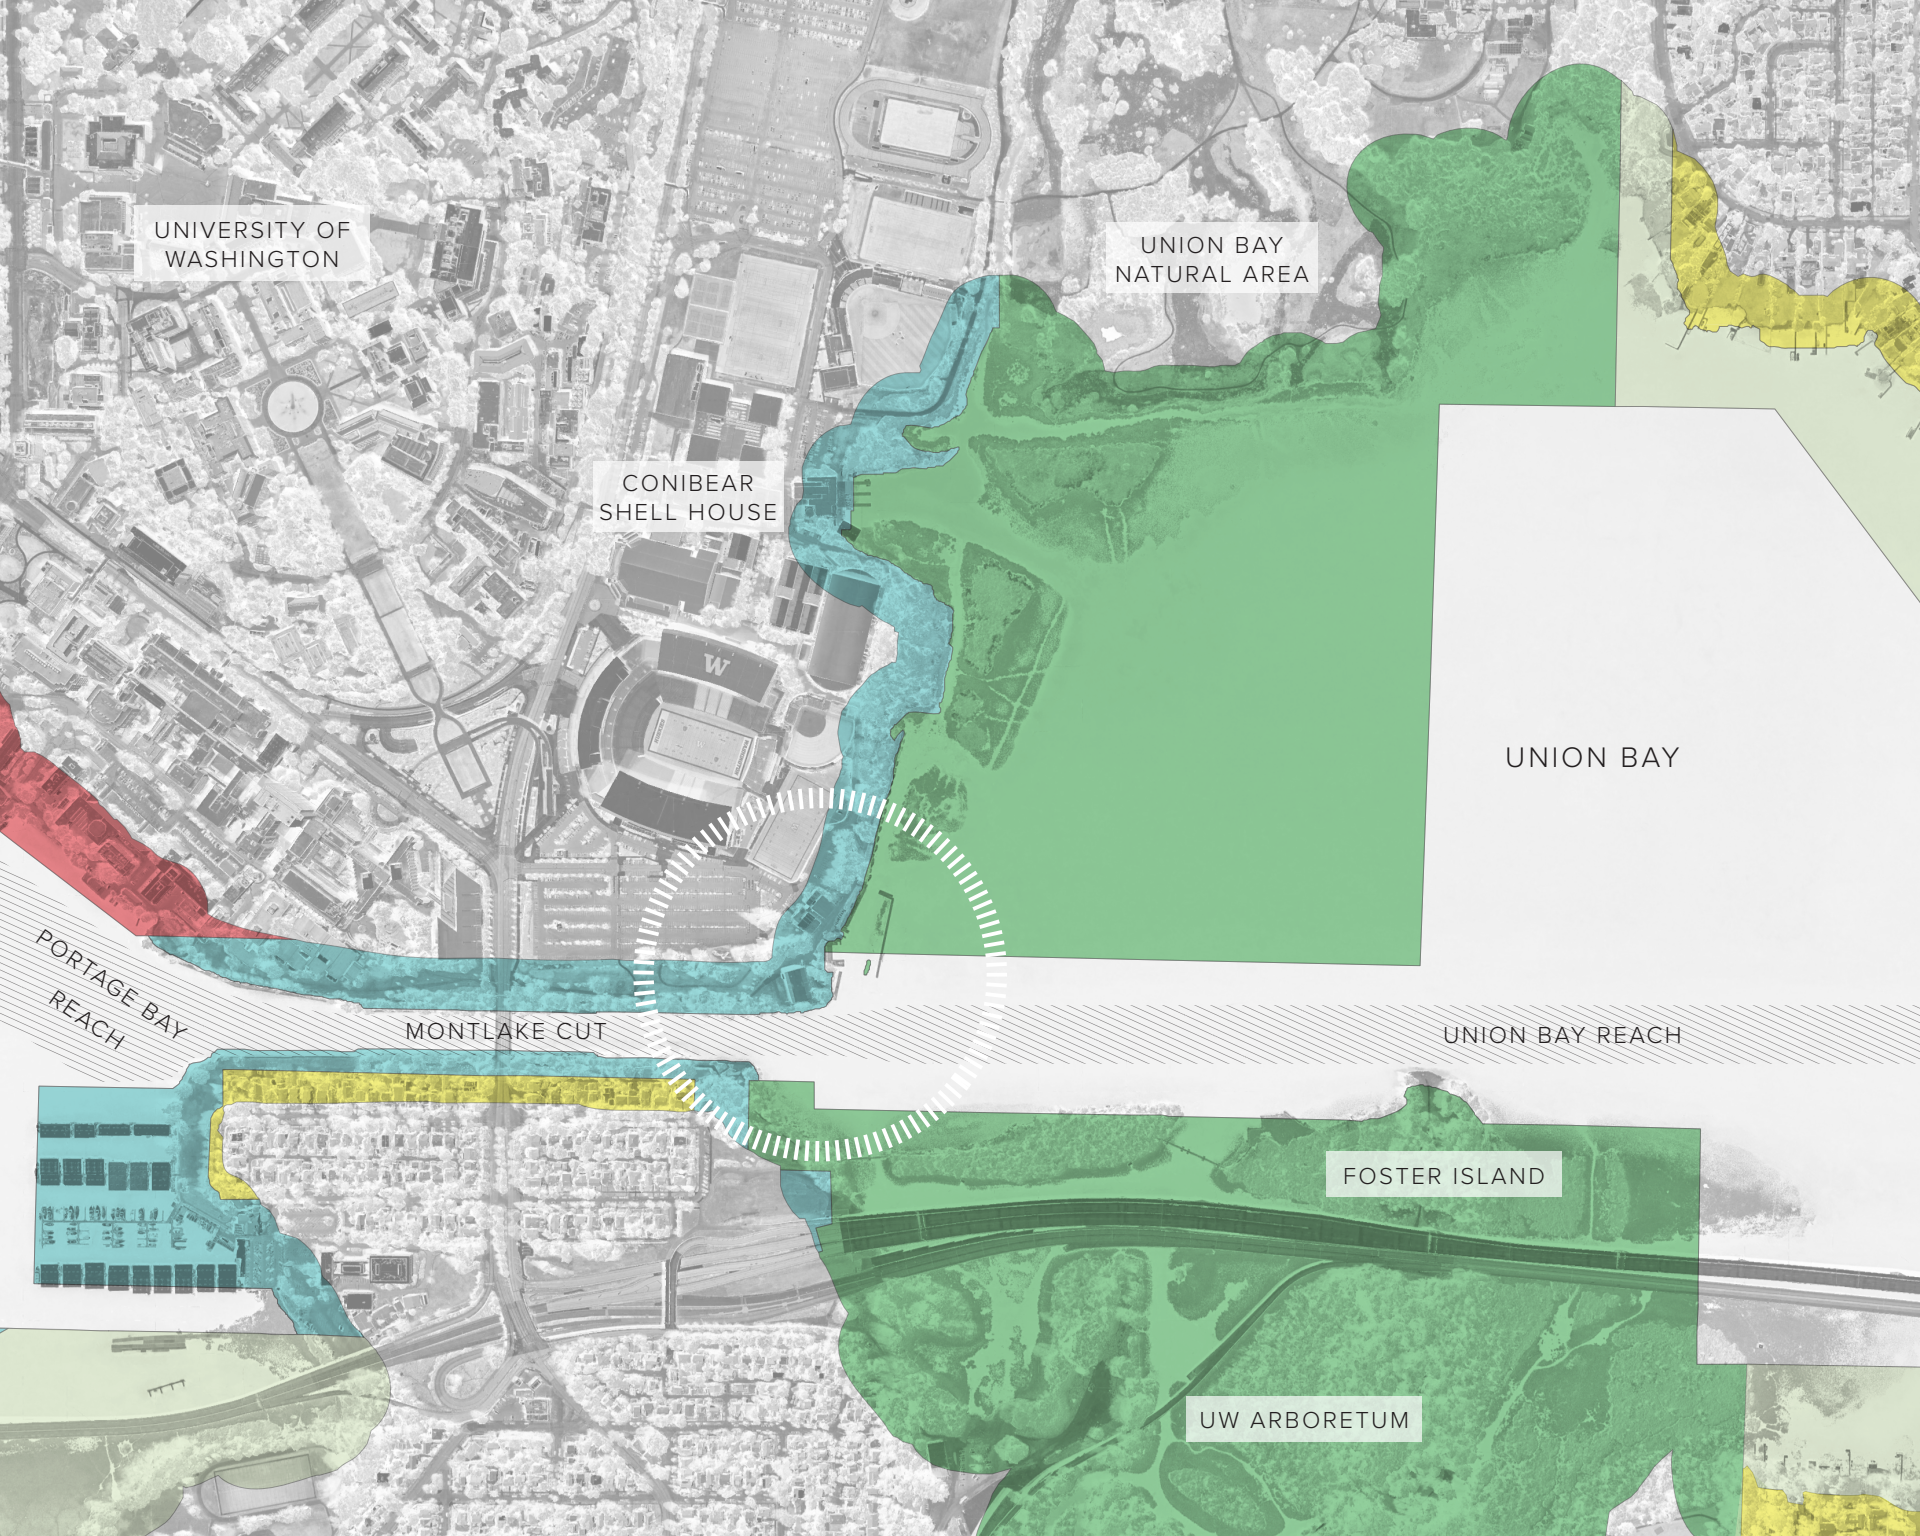 UNIVERSITY OF
WASHINGTON
UNION BAY
NATURAL AREA
CONIBEAR
SHELL HOUSE
W
UNION BAY
PORTAGE BAY
REACH
MONTLAKE CUT
UNION BAY REACH
FOSTER ISLAND
UW ARBORETUM